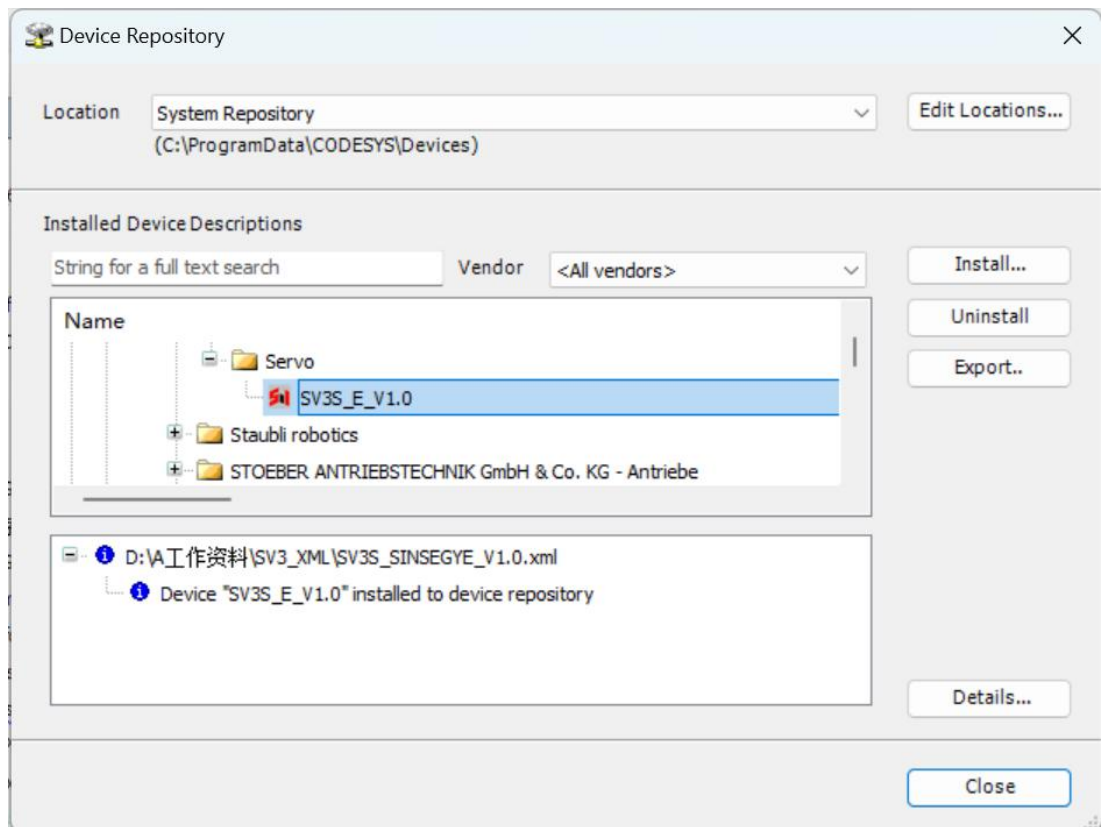 Device Repository
Location
System Repository
Edit Locations...
(C:\ProgramData\CODESYS\Devices)
Installed Device Descriptions
String for a full text search
Vendor
<All vendors>
Install...
Name
Uninstall
Servo
Export..
SV3S_E_V1.0
Staubli robotics
STOEBER ANTRIEBSTECHNIK GmbH & Co. KG - Antriebe
D:\A工作资料\SV3_XML\SV3S_SINSEGYE_V1.0.xml
Device "SV3S_E_V1.0" installed to device repository
Details...
Close